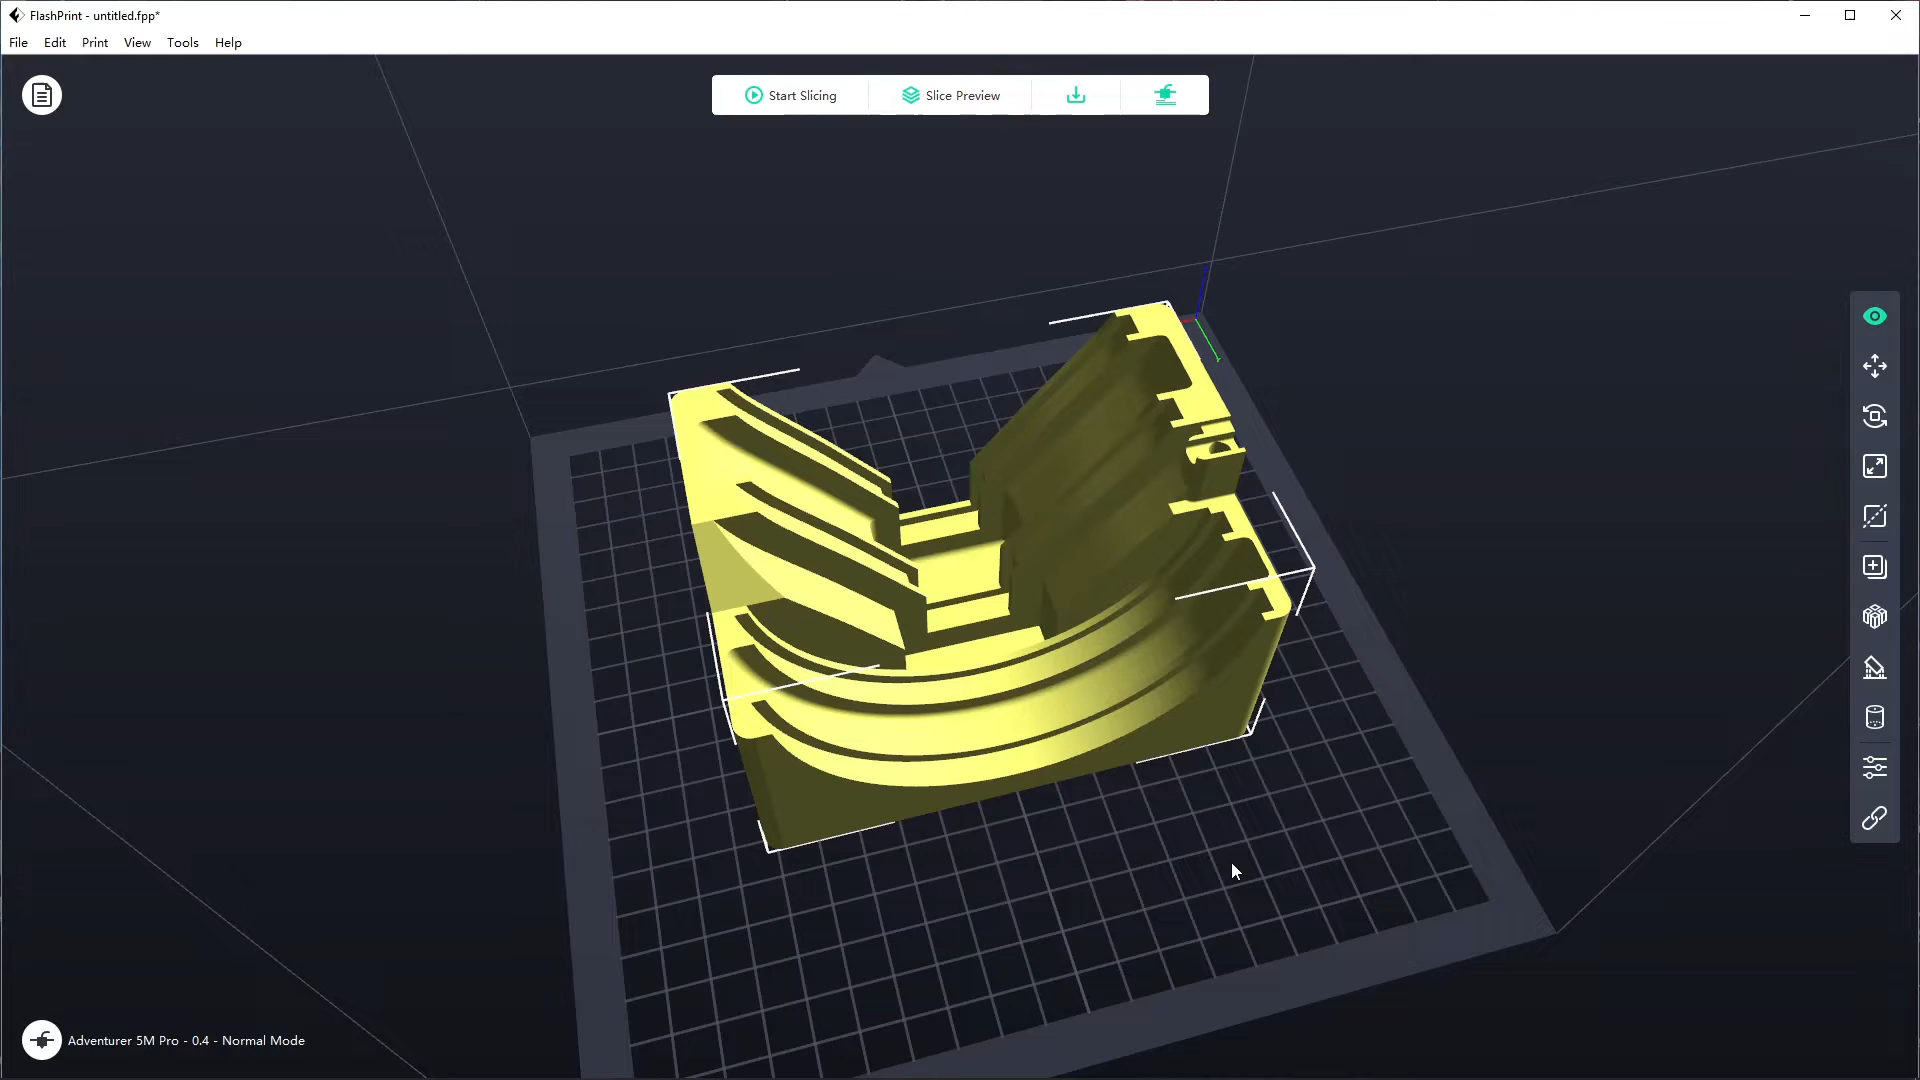 FlashPrint - untitled.fpp*
File Edit Print View Tools Help
Start Slicing Slice Preview
Adventurer 5M Pro - 0.4 - Normal Mode